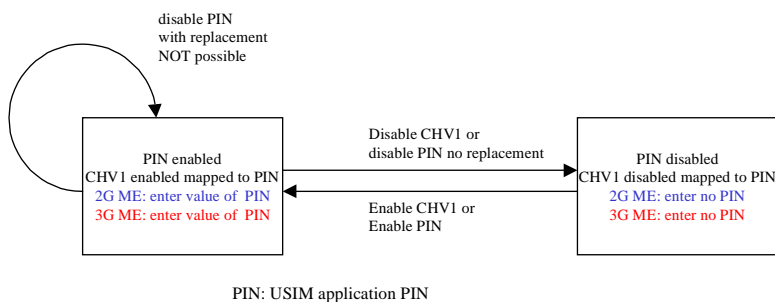 disable PIN
with replacement
NOT possible
PIN enabled
CHV1 enabled mapped to PIN
2G ME: enter value of PIN
3G ME: enter value of PIN
Disable CHV1 or
disable PIN no replacement
Enable CHV1 or
Enable PIN
PIN disabled
CHV1 disabled mapped to PIN
2G ME: enter no PIN
3G ME: enter no PIN
PIN: USIM application PIN